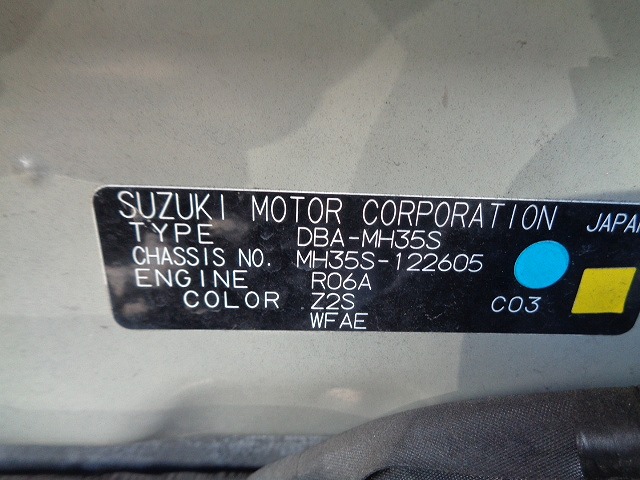 SUZUKI MOTOR CORPORATION JAPAN
TYPE DBA-MH35S
CHASSIS NO. MH35S-122605
ENGINE R06A
COLOR Z2S C03
WFAE